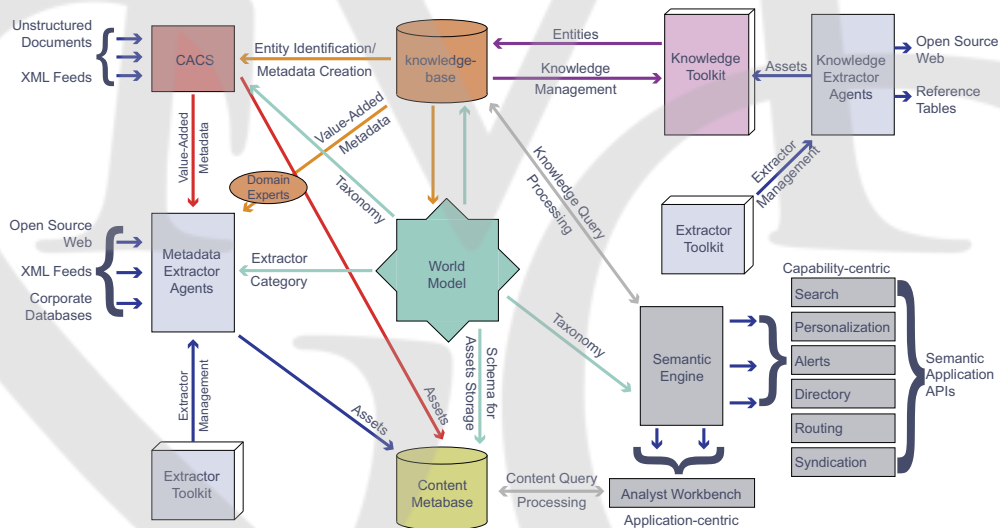 Unstructured
Documents
XML Feeds
CACS
Entity Identification/
Metadata Creation
knowledge-
base
Entities
Knowledge
Management
Knowledge
Toolkit
Assets
Knowledge
Extractor
Agents
Open Source
Web
Reference
Tables
Value-Added
Metadata
Value-Added
Metadata
Domain
Experts
Taxonomy
Knowledge Query
Processing
Extractor
Management
Extractor
Toolkit
Open Source
Web
XML Feeds
Corporate
Databases
Metadata
Extractor
Agents
Extractor
Category
World
Model
Taxonomy
Semantic
Engine
Capability-centric
Search
Personalization
Alerts
Directory
Routing
Syndication
Semantic
Application
APIs
Extractor
Management
Assets
Assets
Schema for
Assets Storage
Extractor
Toolkit
Content
Metabase
Content Query
Processing
Analyst Workbench
Application-centric